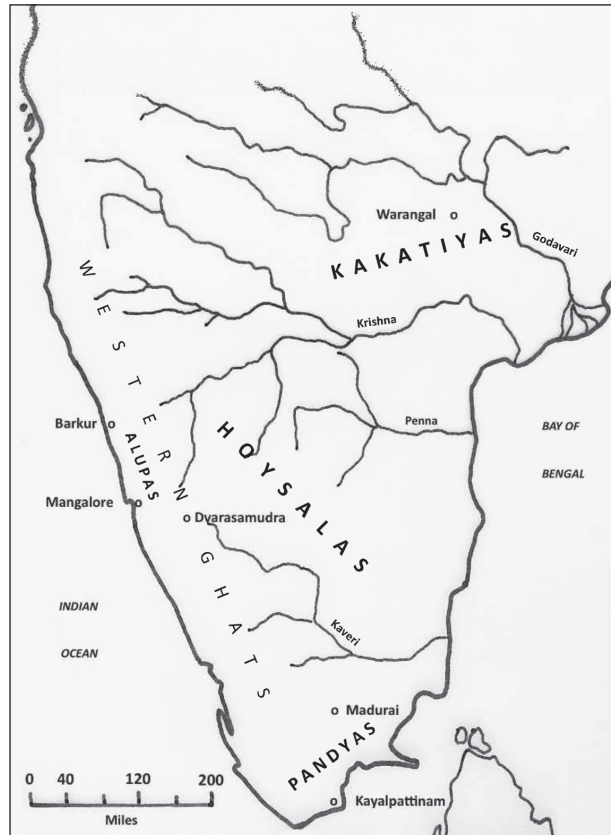 Warangal
KAKATIYAS
Godavari
WESTERN GHATS
Krishna
Barkur
ALUPAS
HOYSALAS
Penna
BAY OF
BENGAL
Mangalore
Dvarasamudra
INDIAN
OCEAN
Kaveri
Madurai
PANDYAS
0 40 120 200
Miles
Kayalpattinam